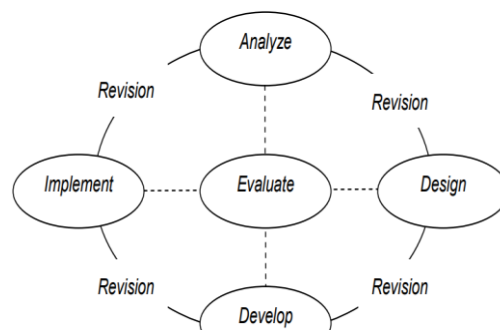 Analyze
Revision
Revision
Implement
Evaluate
Design
Revision
Revision
Develop